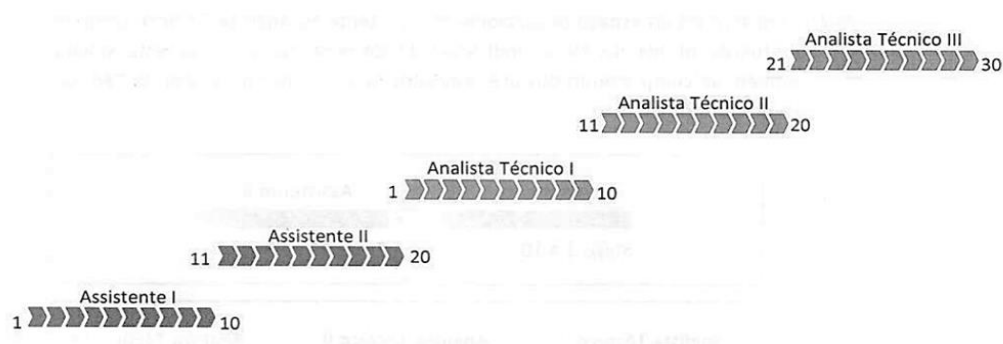 Analista Técnico III
21 30
Analista Técnico II
11 20
Analista Técnico I
1 10
Assistente II
11 20
Assistente I
1 10